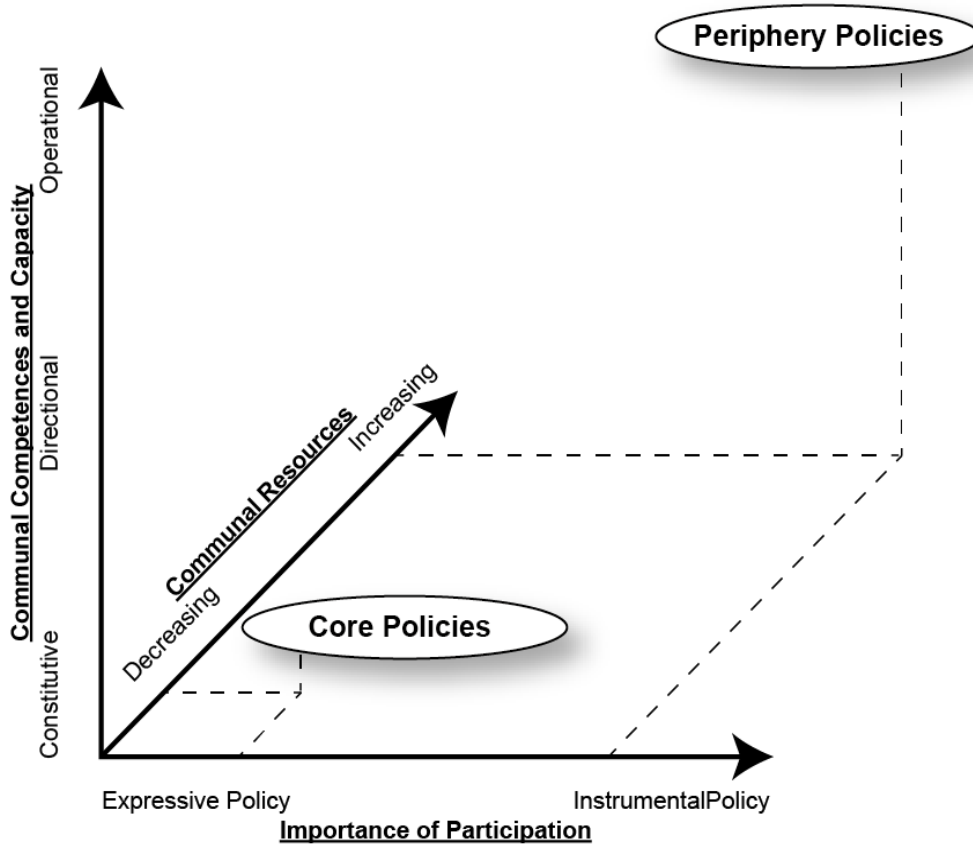 Periphery Policies
Communal Competences and Capacity
Operational
Directional
Constitutive
Communal Resources
Increasing
Decreasing
Core Policies
Expressive Policy
InstrumentalPolicy
Importance of Participation